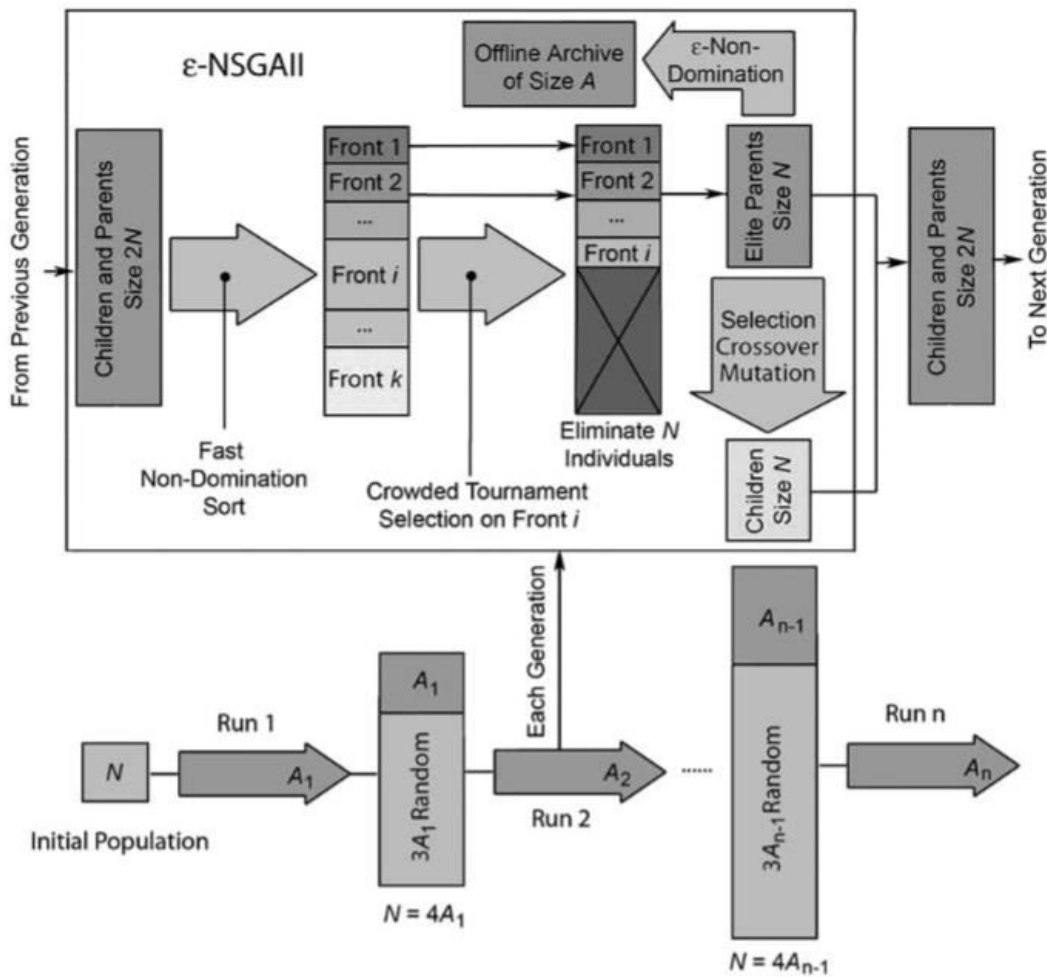 ε-NSGAII
Offline Archive
of Size A
ε-Non-
Domination
From Previous Generation
Children and Parents
Size 2N
Front 1
Front 2
...
Front i
...
Front k
Front 1
Front 2
...
Front i
Elite Parents
Size N
Children and Parents
Size 2N
To Next Generation
Selection
Crossover
Mutation
Fast
Non-Domination
Sort
Crowded Tournament
Selection on Front i
Eliminate N
Individuals
Children
Size N
Each Generation
N
Initial Population
Run 1
A₁
A₁
3A₁ Random
N = 4A₁
A₂
Run 2
......
Aₙ₋₁
3Aₙ₋₁ Random
N = 4Aₙ₋₁
Run n
Aₙ